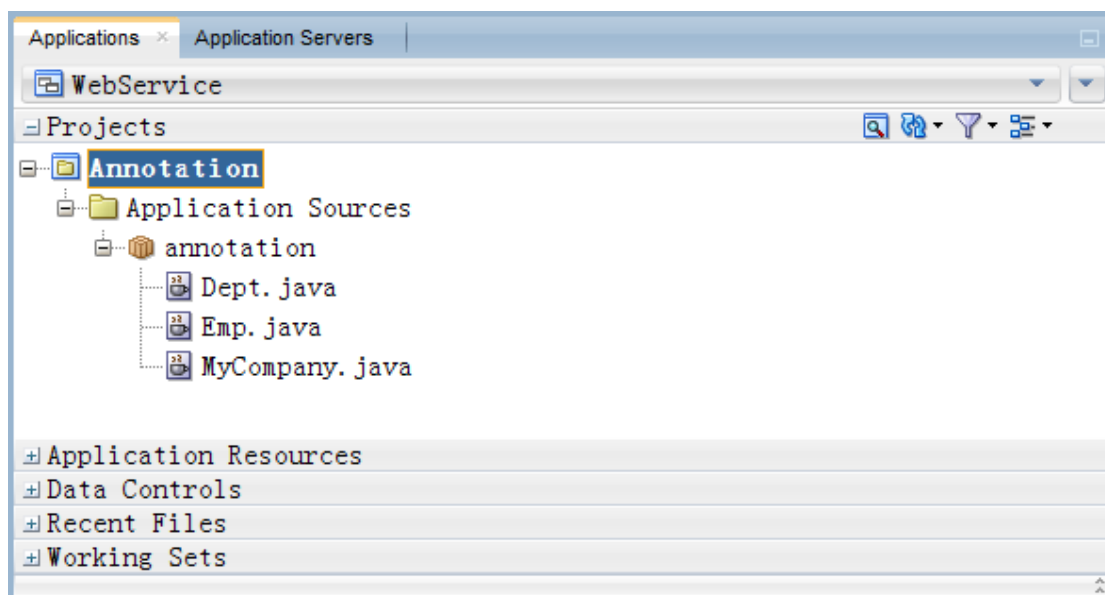 Applications Application Servers
WebService
Projects
Annotation
Application Sources
annotation
Dept.java
Emp.java
MyCompany.java
Application Resources
Data Controls
Recent Files
Working Sets